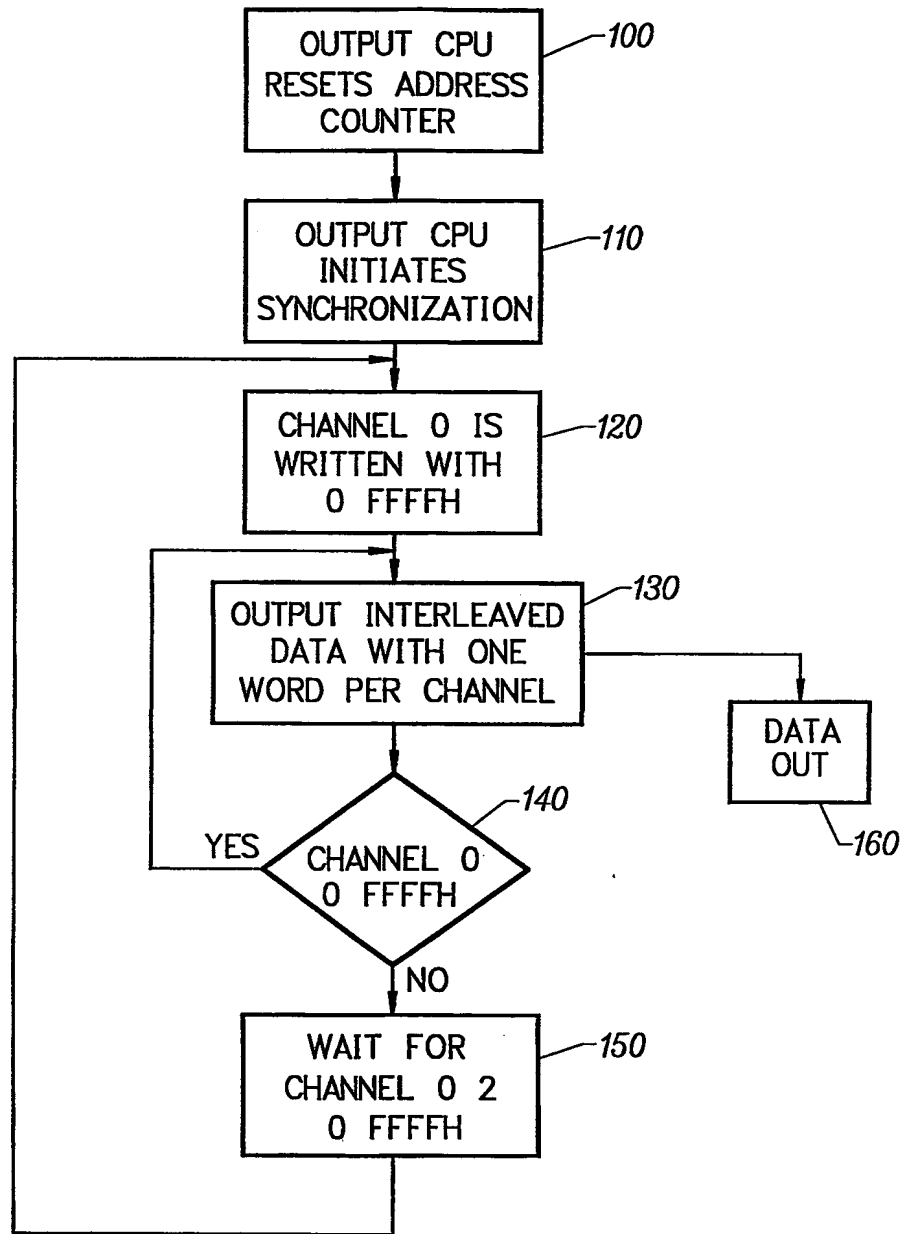 OUTPUT CPU
RESETS ADDRESS
COUNTER
100
OUTPUT CPU
INITIATES
SYNCHRONIZATION
110
CHANNEL 0 IS
WRITTEN WITH
0 FFFFH
120
OUTPUT INTERLEAVED
DATA WITH ONE
WORD PER CHANNEL
130
DATA
OUT
160
140
YES
CHANNEL 0
0 FFFFH
NO
WAIT FOR
CHANNEL 0 2
0 FFFFH
150